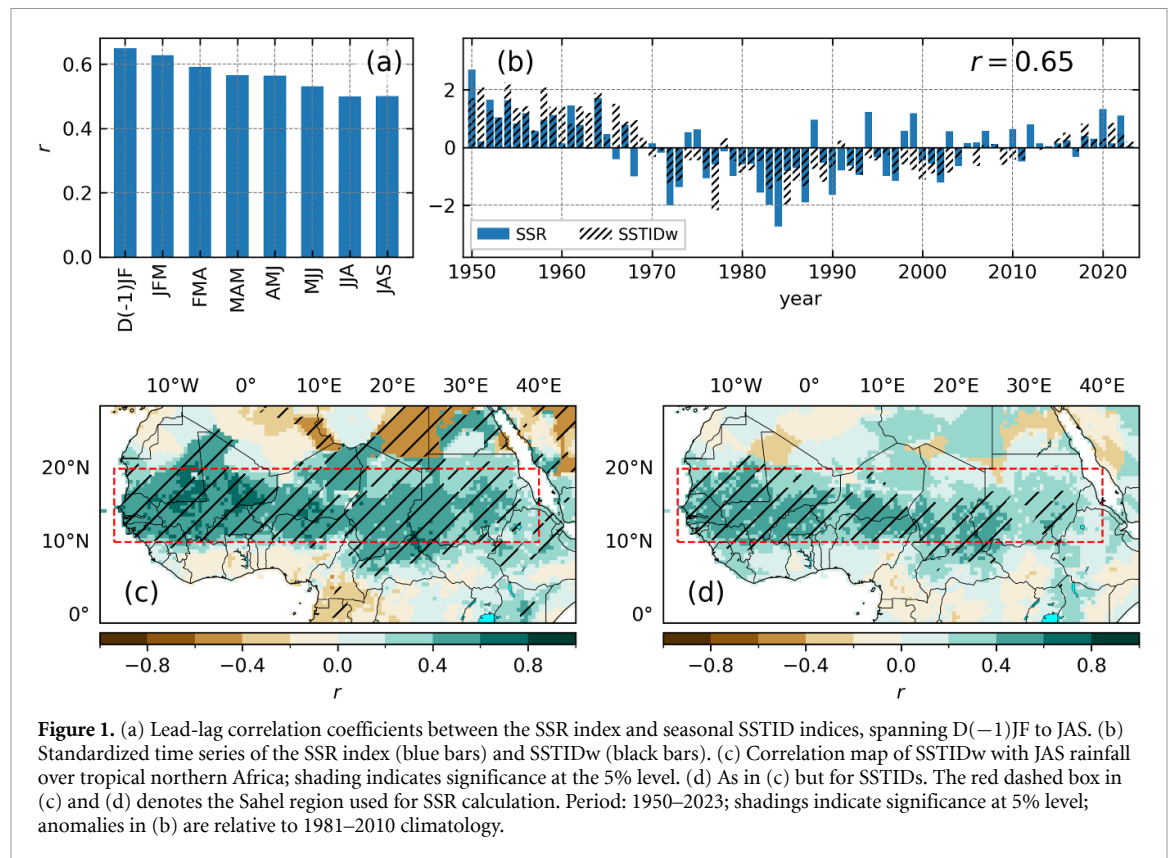 (a)
0.6
0.4
0.2
0.0
r
D(-1)JF
JFM
FMA
MAM
AMJ
MJJ
JJA
JAS
(b)
r = 0.65
2
0
−2
SSR
SSTIDw
1950
1960
1970
1980
1990
2000
2010
2020
year
10°W 0° 10°E 20°E 30°E 40°E
20°N
10°N
0°
(c)
−0.8 −0.4 0.0 0.4 0.8
r
10°W 0° 10°E 20°E 30°E 40°E
20°N
10°N
0°
(d)
−0.8 −0.4 0.0 0.4 0.8
r
Figure 1. (a) Lead-lag correlation coefficients between the SSR index and seasonal SSTID indices, spanning D(−1)JF to JAS. (b)
Standardized time series of the SSR index (blue bars) and SSTIDw (black bars). (c) Correlation map of SSTIDw with JAS rainfall
over tropical northern Africa; shading indicates significance at the 5% level. (d) As in (c) but for SSTIDs. The red dashed box in
(c) and (d) denotes the Sahel region used for SSR calculation. Period: 1950–2023; shadings indicate significance at 5% level;
anomalies in (b) are relative to 1981–2010 climatology.